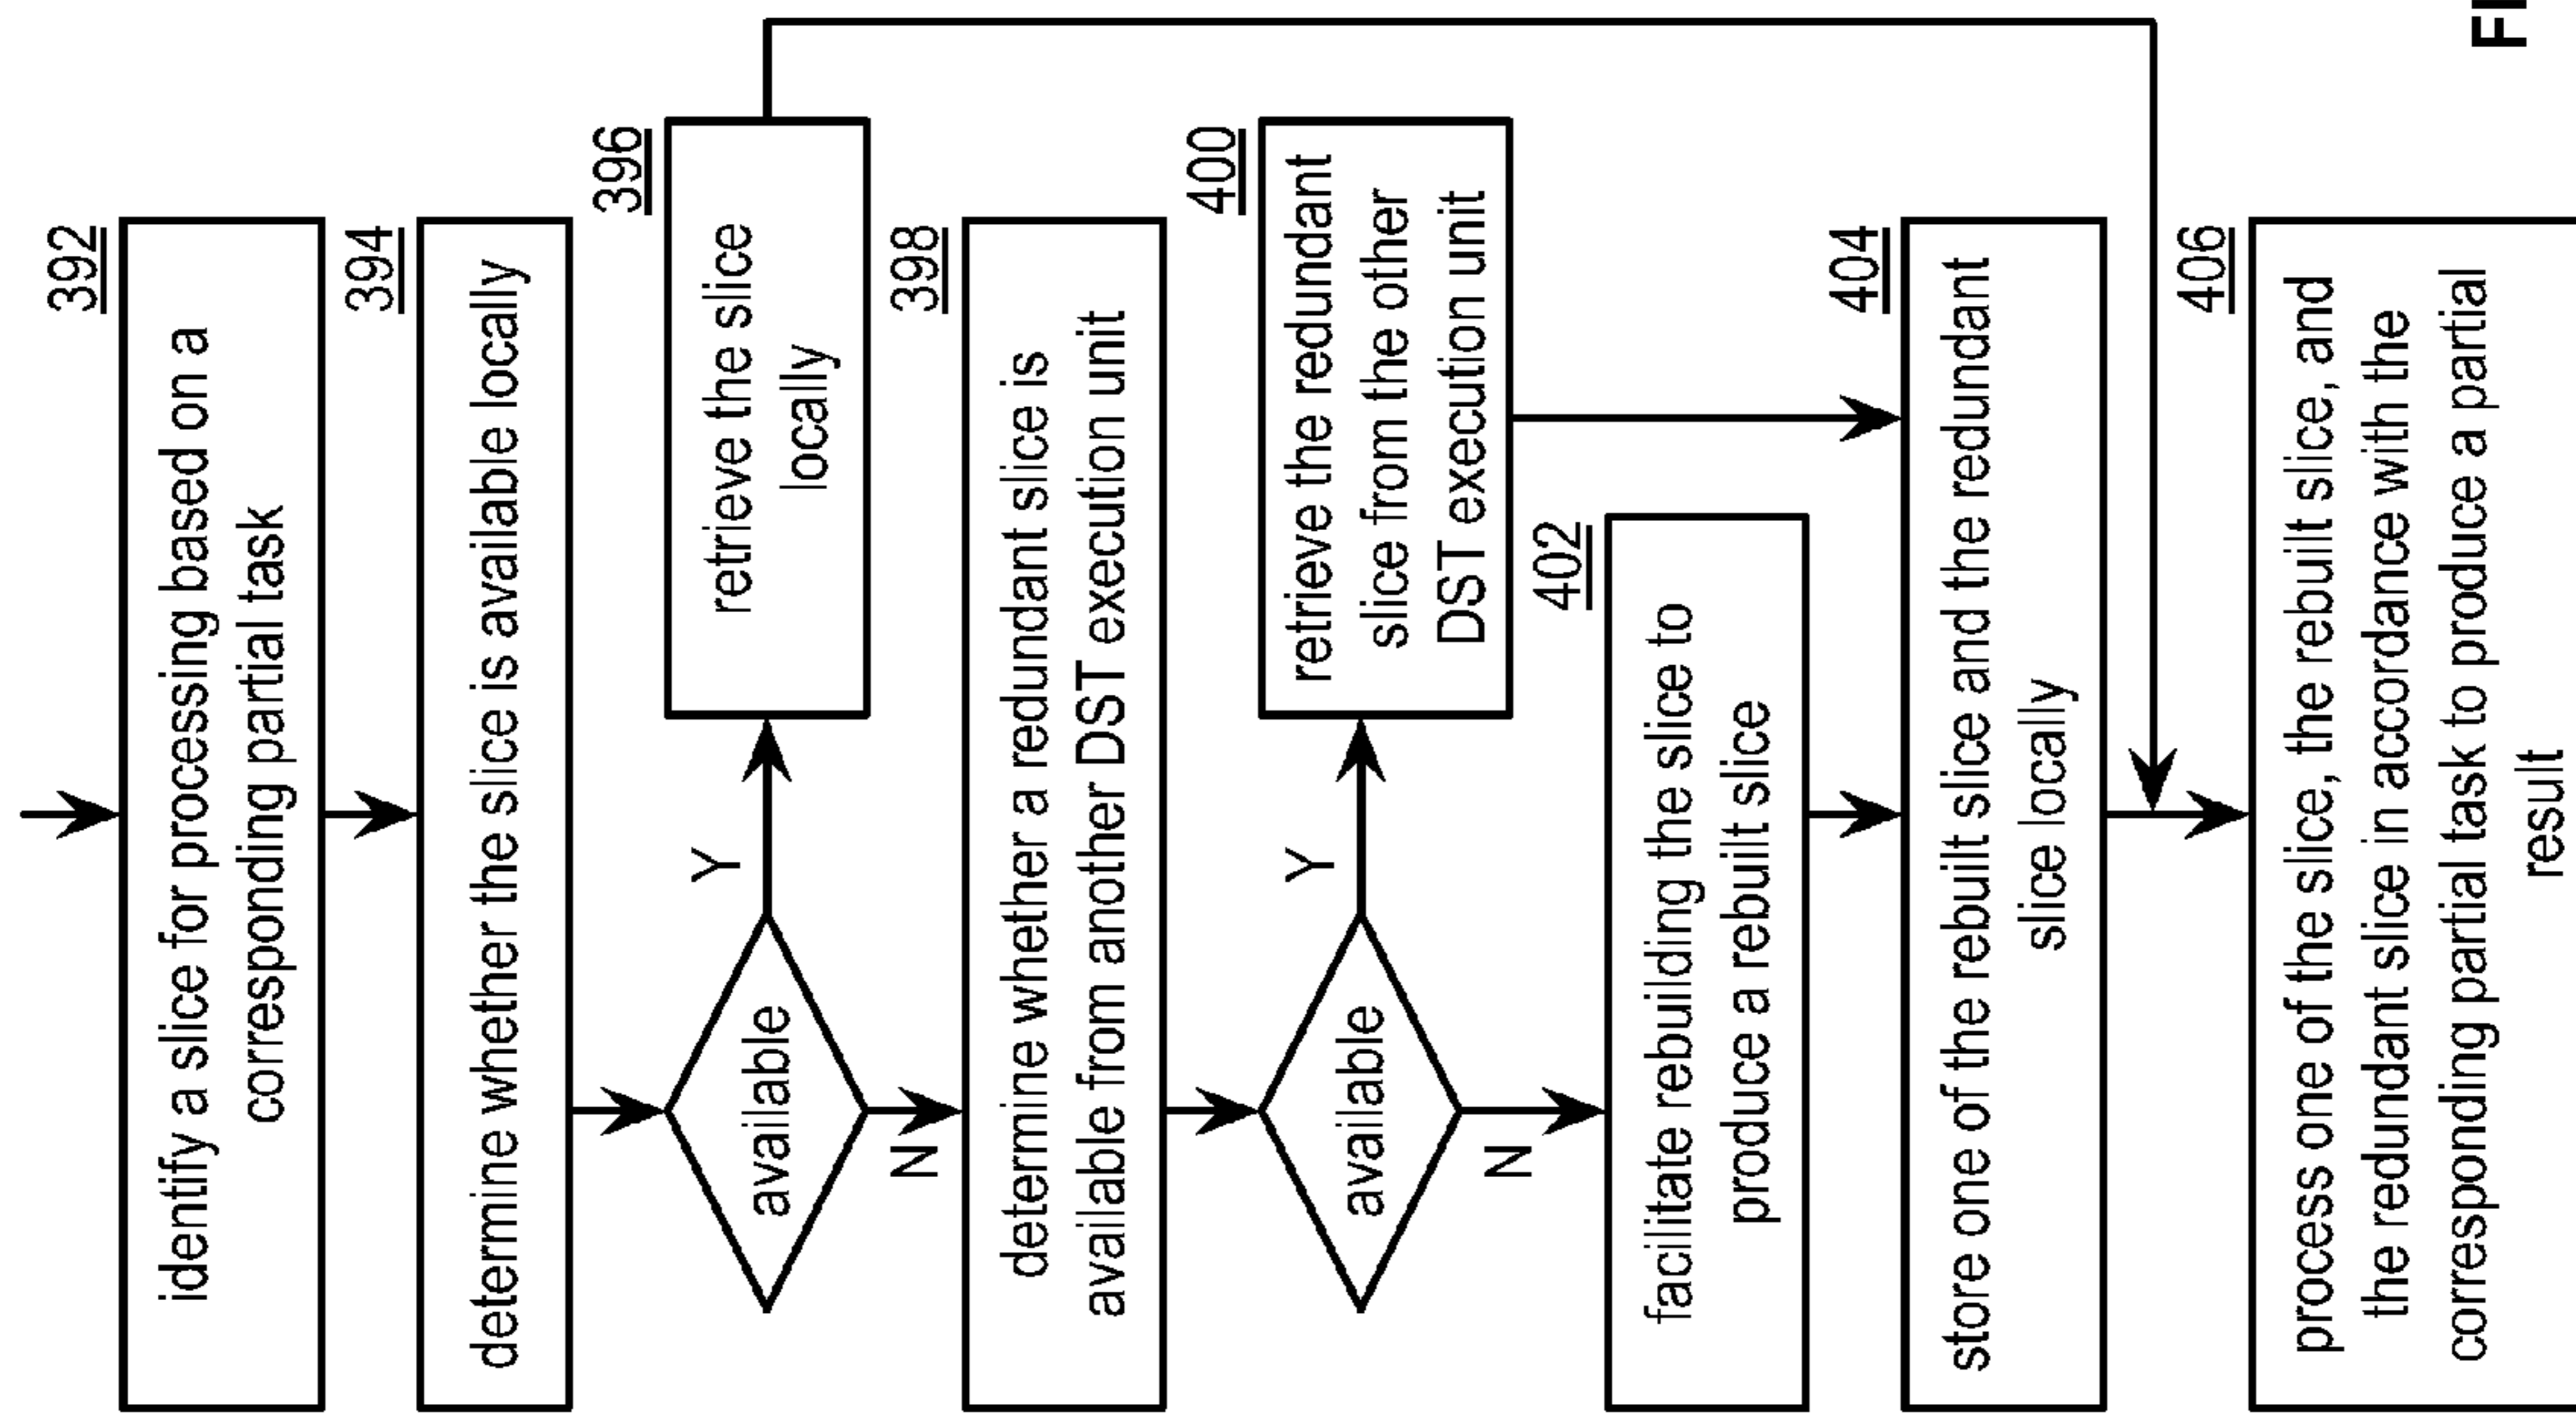 392
identify a slice for processing based on a
corresponding partial task
394
determine whether the slice is available locally
available
Y
396
retrieve the slice
locally
N
398
determine whether a redundant slice is
available from another DST execution unit
available
Y
400
retrieve the redundant
slice from the other
DST execution unit
N
402
facilitate rebuilding the slice to
produce a rebuilt slice
404
store one of the rebuilt slice and the redundant
slice locally
406
process one of the slice, the rebuilt slice, and
the redundant slice in accordance with the
corresponding partial task to produce a partial
result